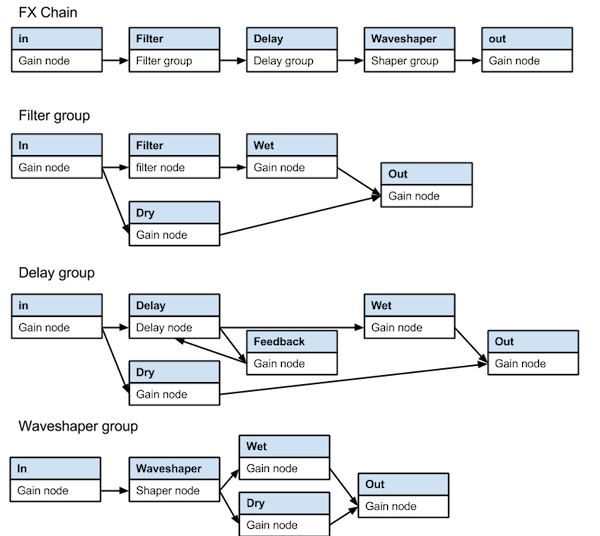 FX Chain
in
Gain node
Filter
Filter group
Delay
Delay group
Waveshaper
Shaper group
out
Gain node
Filter group
In
Gain node
Filter
filter node
Wet
Gain node
Out
Gain node
Dry
Gain node
Delay group
in
Gain node
Delay
Delay node
Wet
Gain node
Feedback
Gain node
Out
Gain node
Dry
Gain node
Waveshaper group
In
Gain node
Waveshaper
Shaper node
Wet
Gain node
Dry
Gain node
Out
Gain node